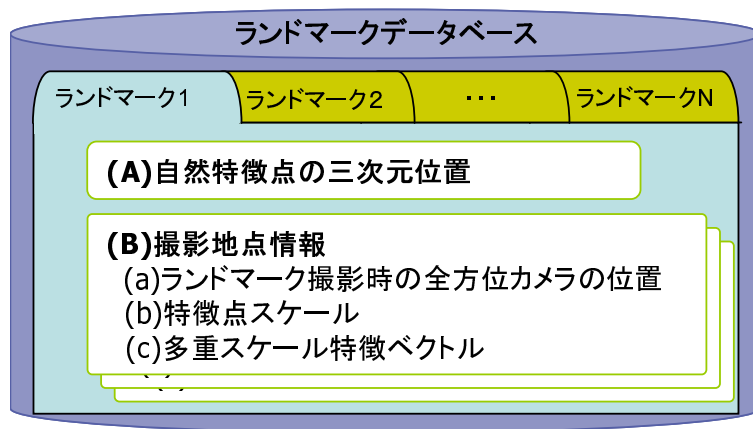 ランドマークデータベース
ランドマーク1
ランドマーク2
・・・
ランドマークN
(A)自然特徴点の三次元位置
(B)撮影地点情報
(a)ランドマーク撮影時の全方位カメラの位置
(b)特徴点スケール
(c)多重スケール特徴ベクトル